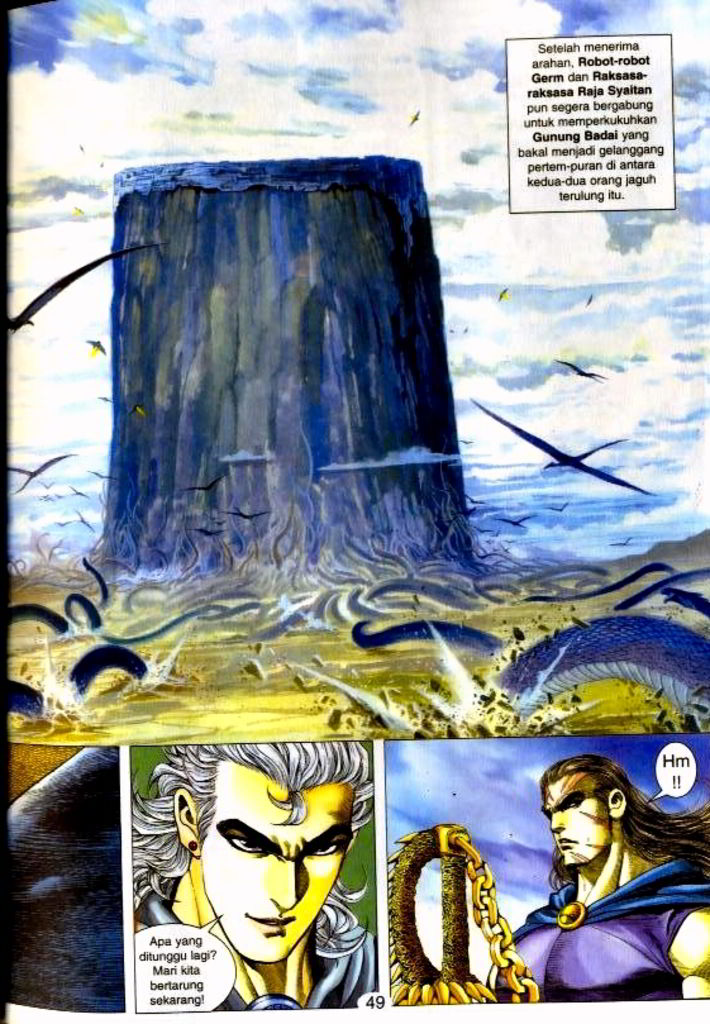 Setelah menerima
arahan, Robot-robot
Germ dan Raksasa-
raksasa Raja Syaitan
pun segera bergabung
untuk memperkukuhkan
Gunung Badai yang
bakal menjadi gelanggang
pertem-puran di antara
kedua-dua orang jaguh
terulung itu.
Hm
!!
Apa yang
ditunggu lagi?
Mari kita
bertarung
sekarang!
49